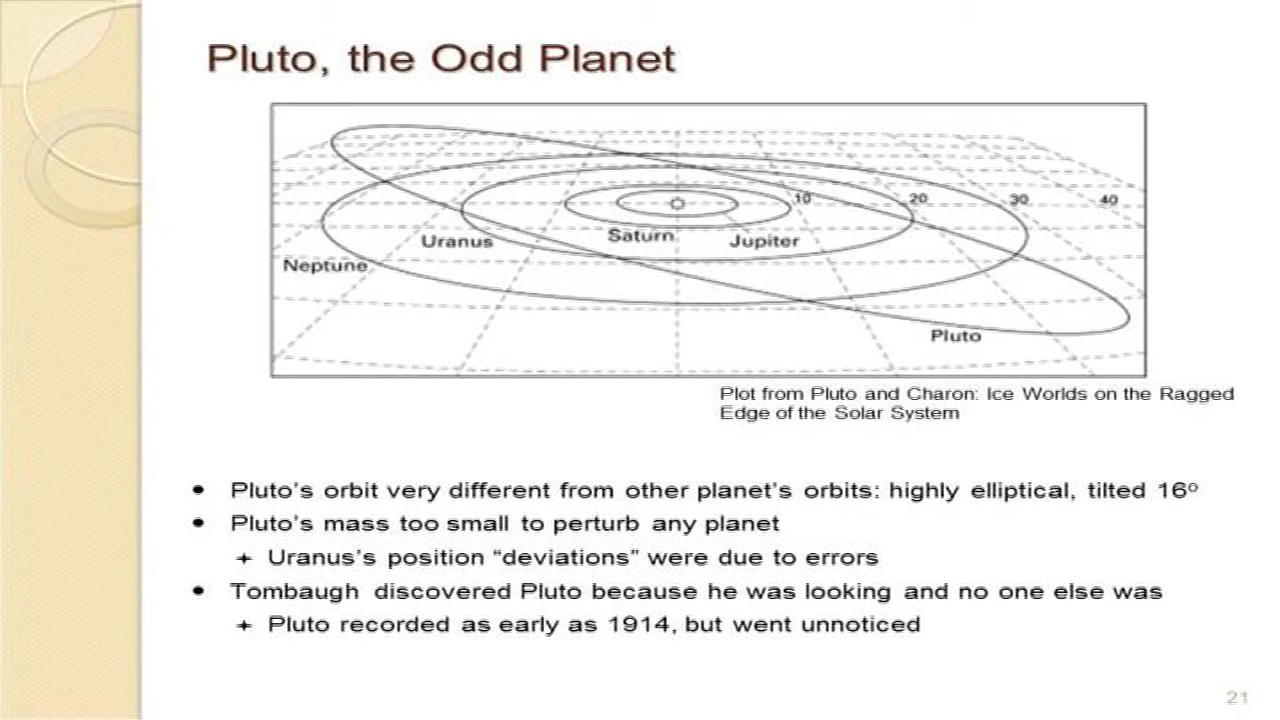 Pluto, the Odd Planet
10 20 30 40
Uranus Saturn Jupiter
Neptune
Pluto
Plot from Pluto and Charon: Ice Worlds on the Ragged
Edge of the Solar System
• Pluto's orbit very different from other planet's orbits: highly elliptical, tilted 16º
• Pluto's mass too small to perturb any planet
+ Uranus's position “deviations” were due to errors
• Tombaugh discovered Pluto because he was looking and no one else was
+ Pluto recorded as early as 1914, but went unnoticed
21